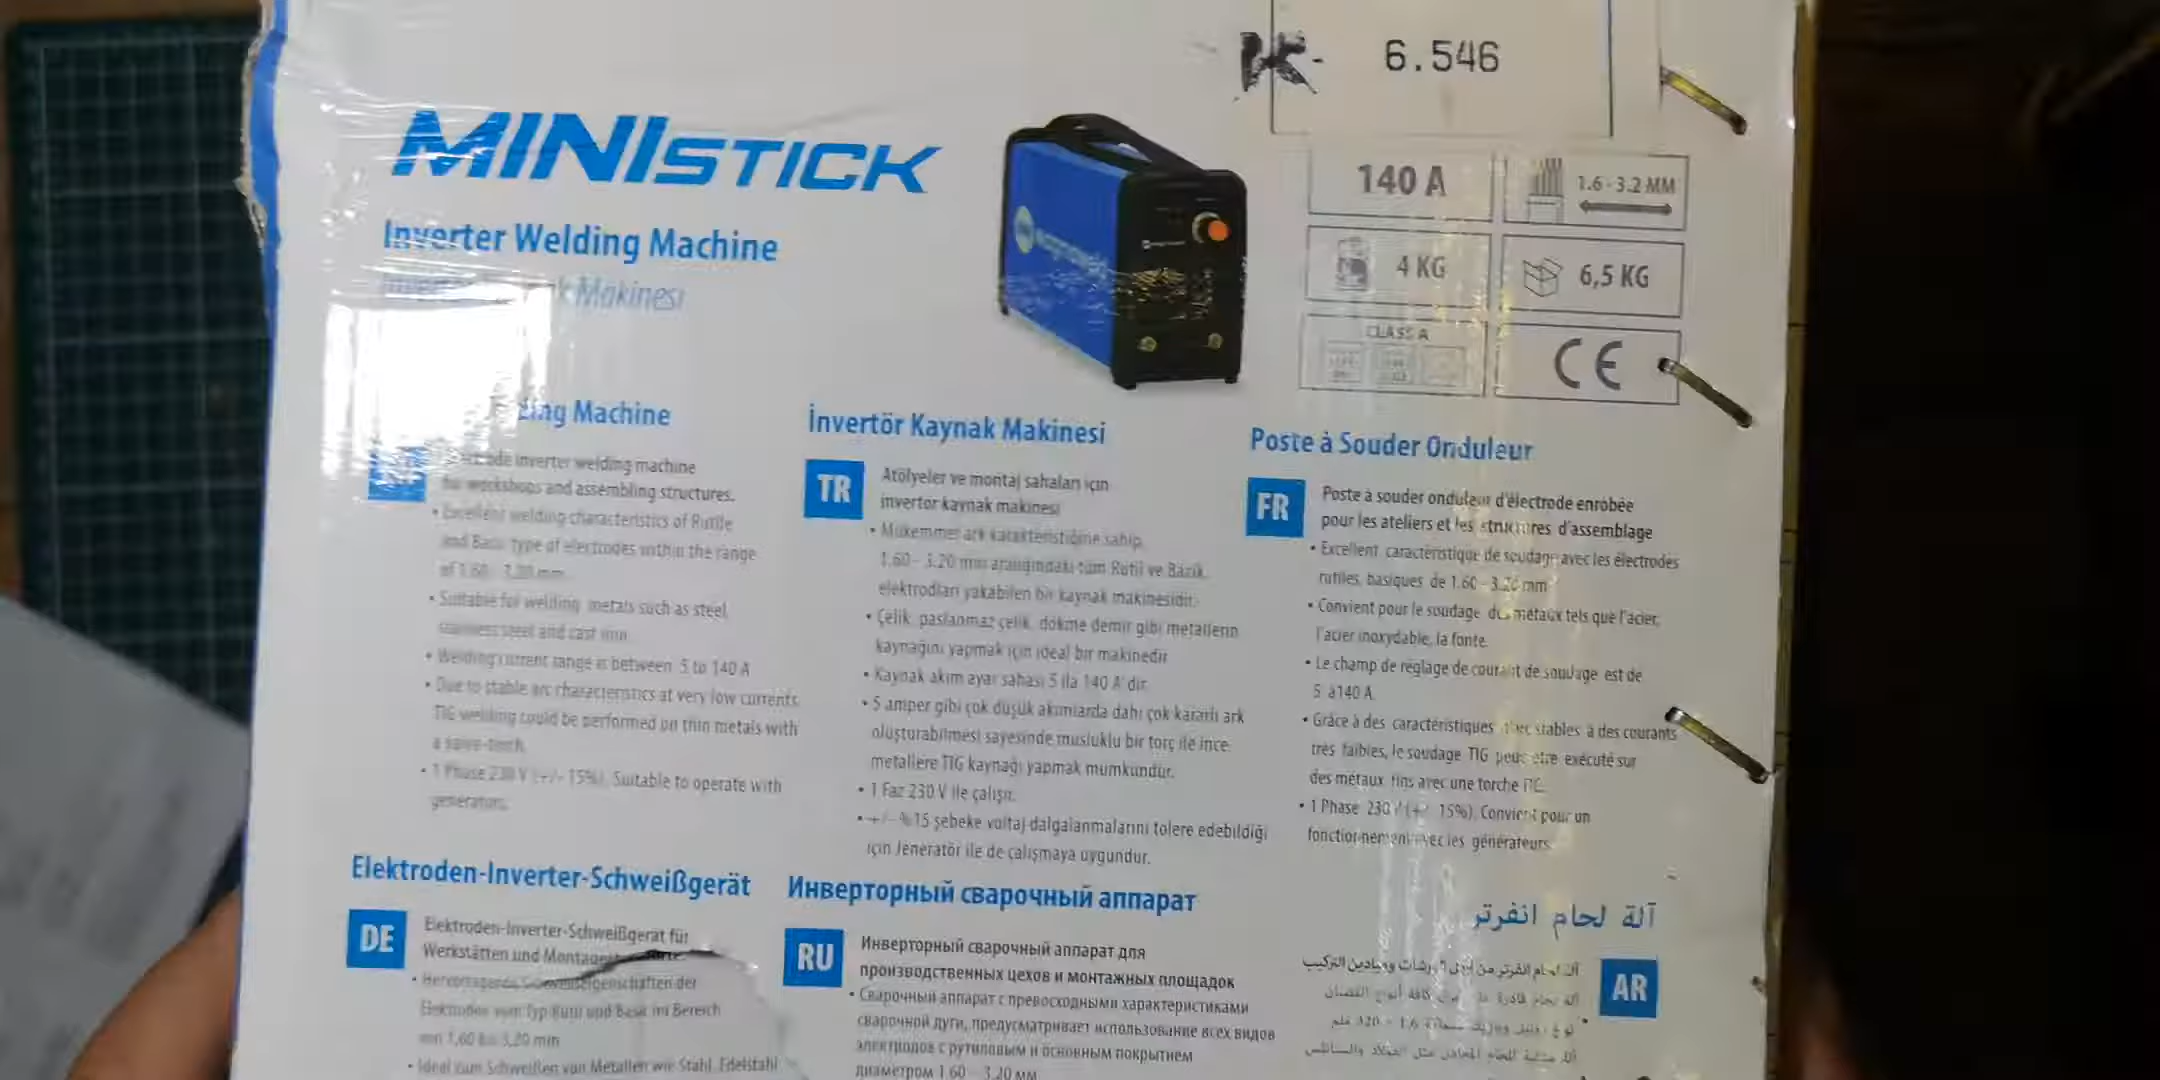 6.546
MINISTICK
Inverter Welding Machine
Kaynak Makinesi
140 A
1.6 - 3.2 MM
4 KG
6,5 KG
CLASS A
CE
Welding Machine
Electrode inverter welding machine
for workshops and assembling structures.
• Excellent welding characteristics of Rutile
and Basic type of electrodes within the range
of 1.60 - 3.20 mm
• Suitable for welding metals such as steel,
stainless steel and cast iron
• Welding current range is between 5 to 140 A
• Due to stable arc characteristics at very low currents
TIG welding could be performed on thin metals with
a valve-torch.
• 1 Phase 230 V (+/- 15%). Suitable to operate with
generators.
İnvertör Kaynak Makinesi
TR
Atölyeler ve montaj sahaları için
invertör kaynak makinesi
• Mükemmel ark karakteristiğine sahip,
1.60 - 3.20 mm aralığındaki tüm Rutil ve Bazik
elektrodları yakabilen bir kaynak makinesidir.
• Çelik, paslanmaz çelik, dökme demir gibi metallerin
kaynağını yapmak için ideal bir makinedir
• Kaynak akım ayar sahası 5 ila 140 A' dir.
• 5 amper gibi çok düşük akımlarda dahi çok kararlı ark
oluşturabilmesi sayesinde musluklu bir torç ile ince
metallere TIG kaynağı yapmak mümkündür.
• 1 Faz 230 V ile çalışır.
• +/- %15 şebeke voltaj dalgalanmalarını tolere edebildiği
için Jeneratör ile de çalışmaya uygundur.
Poste à Souder Onduleur
FR
Poste à souder onduleur d'électrode enrobée
pour les ateliers et les structures d'assemblage
• Excellent caractéristique de soudage avec les électrodes
rutiles, basiques de 1.60 - 3.20 mm
• Convient pour le soudage des métaux tels que l'acier,
l'acier inoxydable, la fonte.
• Le champ de réglage de courant de soudage est de
5 à140 A.
• Grâce à des caractéristiques stables à des courants
très faibles, le soudage TIG peut être exécuté sur
des métaux fins avec une torche
• 1 Phase 230 V (+/- 15%). Convient pour un
fonctionnement avec les générateurs.
Elektroden-Inverter-Schweißgerät
DE
Elektroden-Inverter-Schweißgerät für
Werkstätten und
• Hervorragende Schweisseigenschaften der
Elektroden vom Typ Rutil und Basic im Bereich
von 1,60 bis 3,20 mm
• Ideal zum Schweißen von Metallen wie Stahl, Edelstahl
Инверторный сварочный аппарат
RU
Инверторный сварочный аппарат для
производственных цехов и монтажных площадок
• Сварочный аппарат с превосходными характеристиками
сварочной дуги, предусматривает использование всех видов
электродов с рутиловым и основным покрытием
диаметром 1.60 - 3.20 мм
آلة لحام انفرتر
AR
آلة لحام انفرتر من أجل الورشات وميادين التركيب